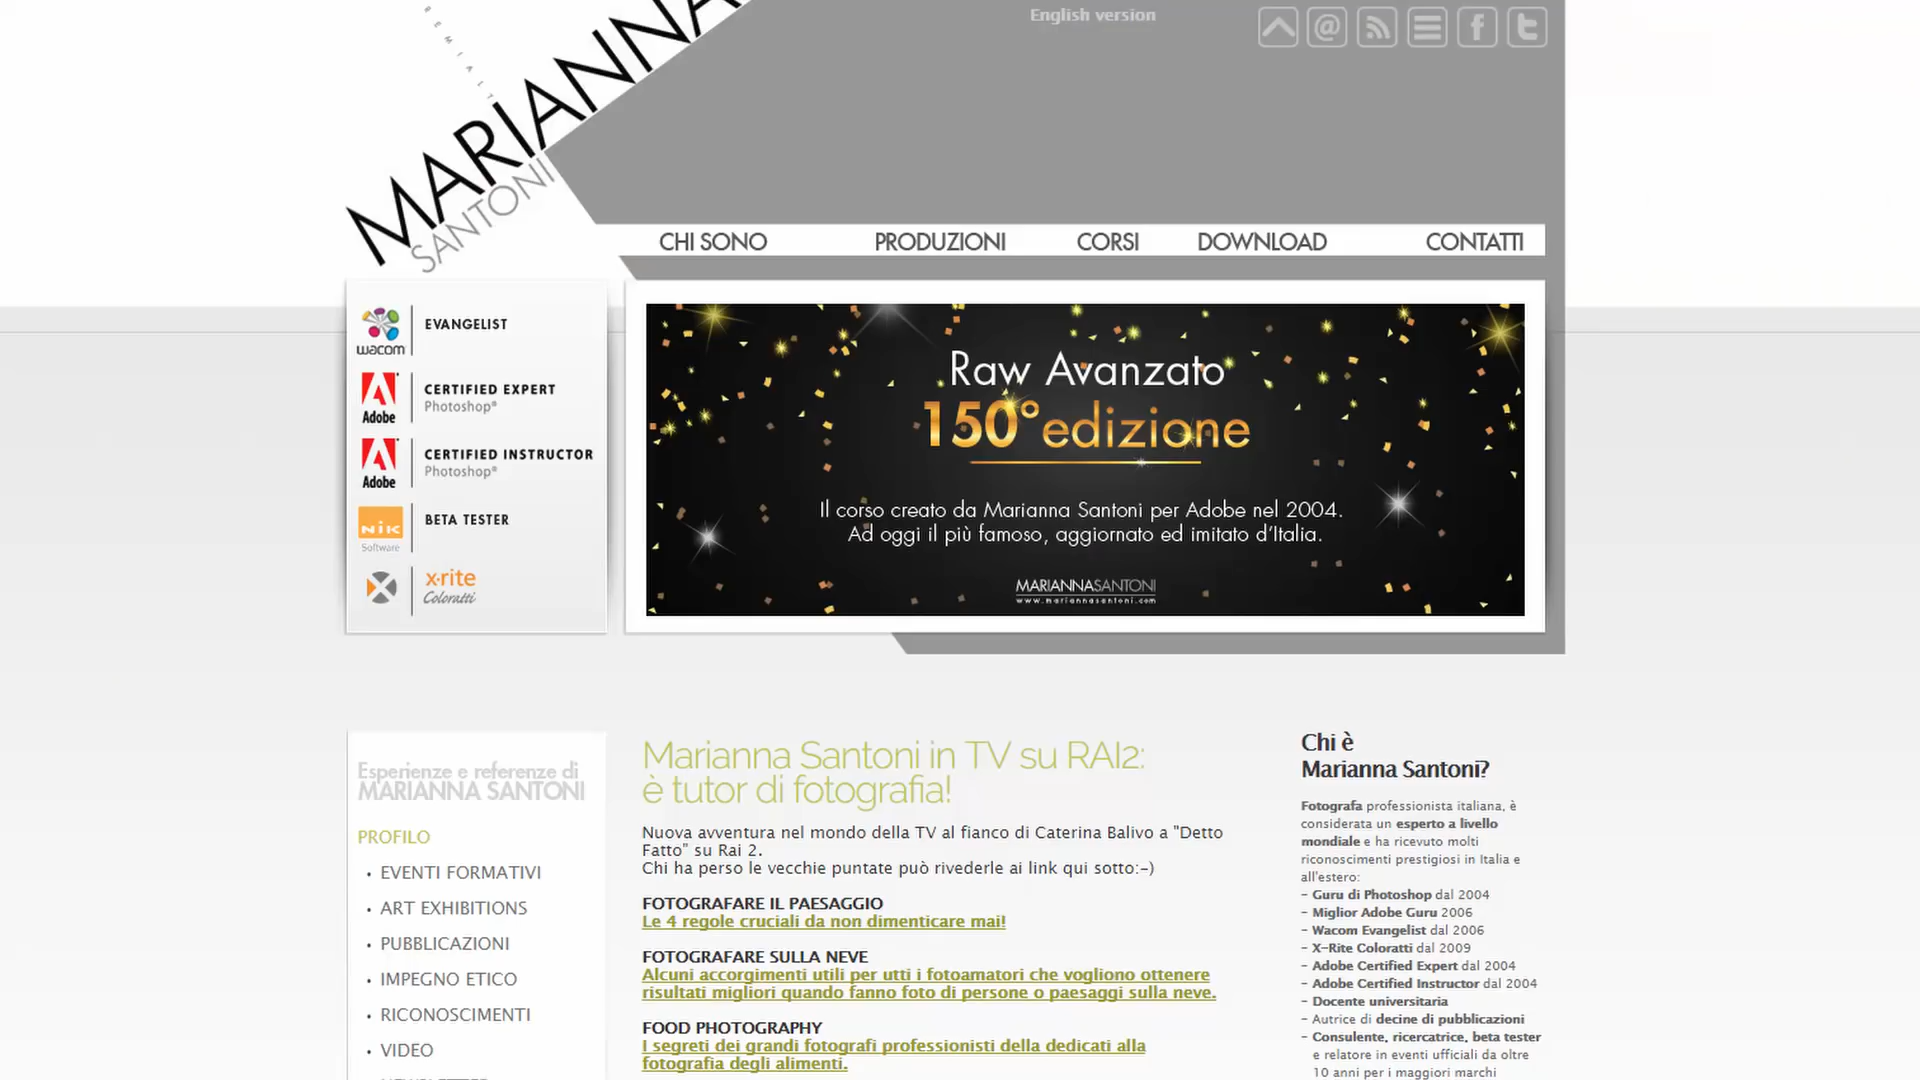 English version
MARIANNA
SANTONI
CHI SONO
PRODUZIONI
CORSI
DOWNLOAD
CONTATTI
wacom
EVANGELIST
Adobe
CERTIFIED EXPERT
Photoshop®
Adobe
CERTIFIED INSTRUCTOR
Photoshop®
NIK
Software
BETA TESTER
x·rite
Coloratti
Raw Avanzato
150° edizione
Il corso creato da Marianna Santoni per Adobe nel 2004.
Ad oggi il più famoso, aggiornato ed imitato d'Italia.
MARIANNASANTONI
www.mariannasantoni.com
Esperienze e referenze di
MARIANNA SANTONI
PROFILO
• EVENTI FORMATIVI
• ART EXHIBITIONS
• PUBBLICAZIONI
• IMPEGNO ETICO
• RICONOSCIMENTI
• VIDEO
Marianna Santoni in TV su RAI2:
è tutor di fotografia!
Nuova avventura nel mondo della TV al fianco di Caterina Balivo a "Detto
Fatto" su Rai 2.
Chi ha perso le vecchie puntate può rivederle ai link qui sotto:-)
FOTOGRAFARE IL PAESAGGIO
Le 4 regole cruciali da non dimenticare mai!
FOTOGRAFARE SULLA NEVE
Alcuni accorgimenti utili per utti i fotoamatori che vogliono ottenere
risultati migliori quando fanno foto di persone o paesaggi sulla neve.
FOOD PHOTOGRAPHY
I segreti dei grandi fotografi professionisti della dedicati alla
fotografia degli alimenti.
Chi è
Marianna Santoni?
Fotografa professionista italiana, è
considerata un esperto a livello
mondiale e ha ricevuto molti
riconoscimenti prestigiosi in Italia e
all'estero:
- Guru di Photoshop dal 2004
- Miglior Adobe Guru 2006
- Wacom Evangelist dal 2006
- X-Rite Coloratti dal 2009
- Adobe Certified Expert dal 2004
- Adobe Certified Instructor dal 2004
- Docente universitaria
- Autrice di decine di pubblicazioni
- Consulente, ricercatrice, beta tester
e relatore in eventi ufficiali da oltre
10 anni per i maggiori marchi